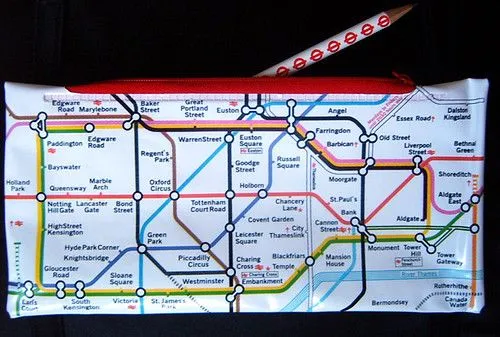 Edgware
Road
Marylebone
Baker
Street
Great
Portland
Street
Euston
Angel
Essex Road
Dalston
Kingsland
Paddington
Edgware
Road
Warren Street
Euston
Square
Farringdon
Barbican
Old Street
Liverpool
Street
Bethnal
Green
Bayswater
Regent's
Park
Goodge
Street
Russell
Square
Moorgate
Shoreditch
Holland
Park
Queensway
Marble
Arch
Oxford
Circus
Holborn
Chancery
Lane
St. Paul's
Aldgate
East
Notting
Hill Gate
Lancaster
Gate
Bond
Street
Tottenham
Court Road
Covent Garden
City
Thameslink
Bank
Cannon
Street
Aldgate
High Street
Kensington
Hyde Park Corner
Knightsbridge
Green
Park
Piccadilly
Circus
Leicester
Square
Blackfriars
Mansion
House
Monument
Tower
Hill
Tower
Gateway
Fenchurch
Street
Gloucester
Road
Sloane
Square
Westminster
Charing
Cross
Temple
Charing Cross
Embankment
River Thames
Rotherhithe
Earl's
Court
South
Kensington
Victoria
St. James's
Park
Bermondsey
Canada
Water